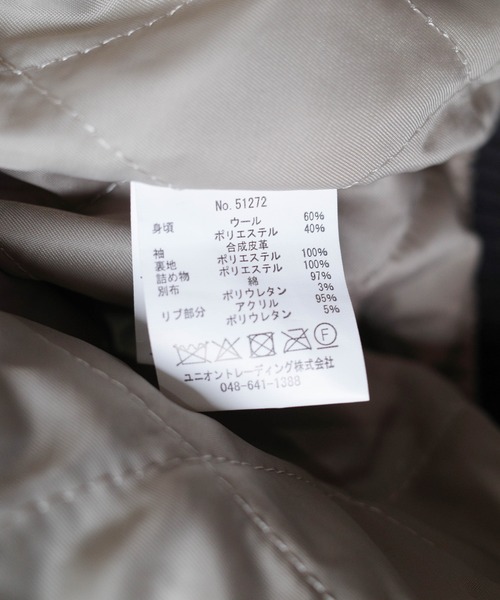 No. 51272
身頃 ウール 60%
ポリエステル 40%
袖 合成皮革
裏地 ポリエステル 100%
詰め物 ポリエステル 100%
別布 綿 97%
ポリウレタン 3%
リブ部分 アクリル 95%
ポリウレタン 5%
F
ユニオントレーディング株式会社
048-641-1388